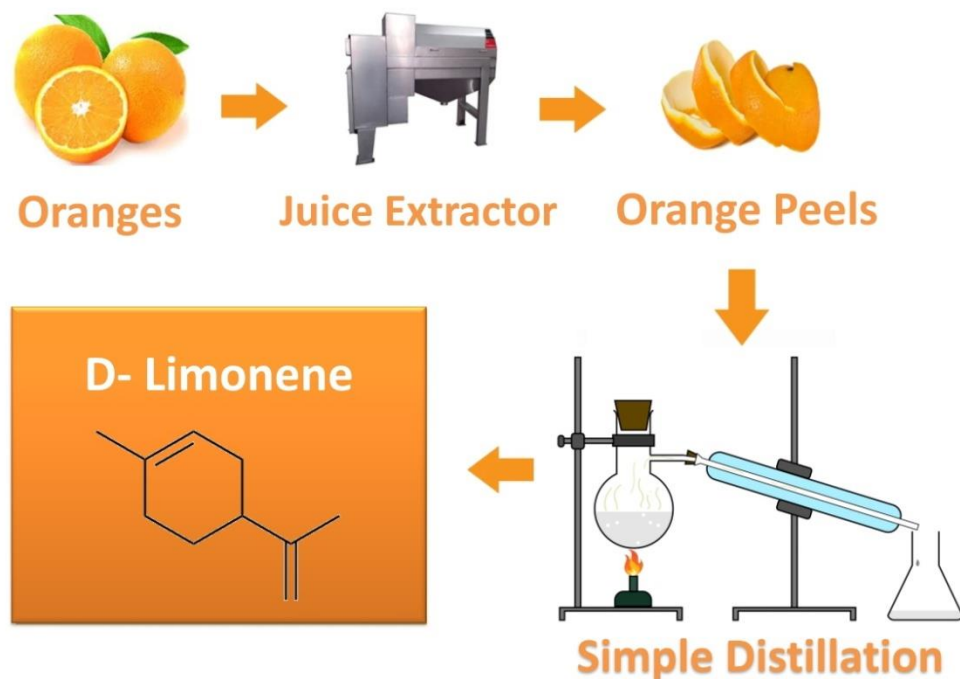 Oranges
Juice Extractor
Orange Peels
D- Limonene
Simple Distillation